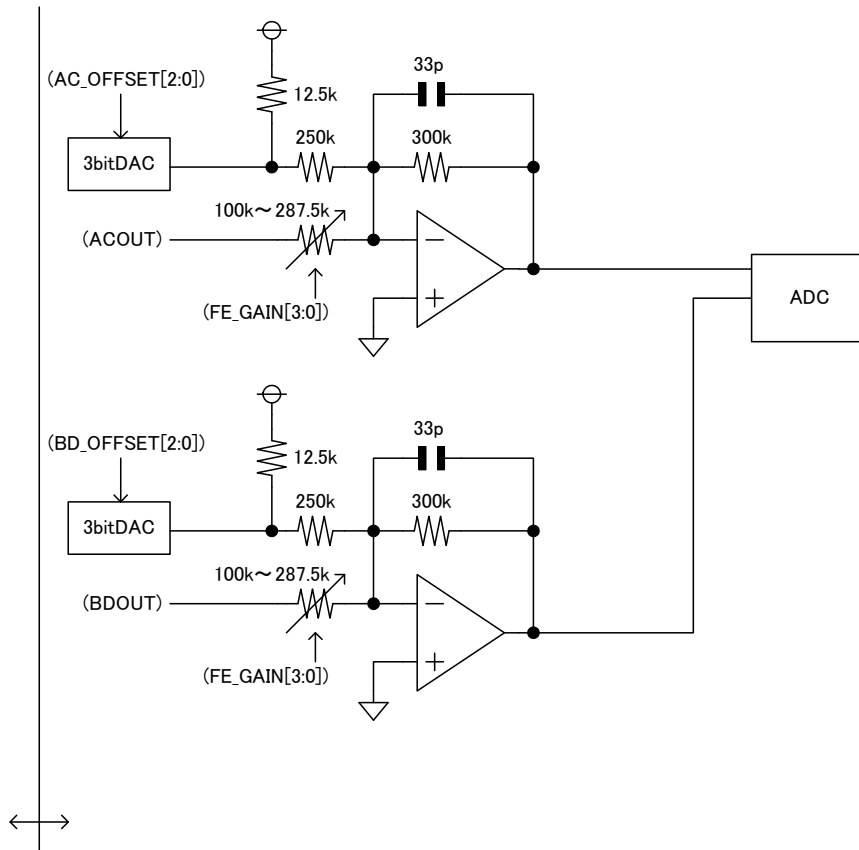 33p
(AC_OFFSET[2:0])
12.5k
250k
300k
3bitDAC
100k～287.5k
(ACOUT)
−
+
(FE_GAIN[3:0])
ADC
33p
(BD_OFFSET[2:0])
12.5k
250k
300k
3bitDAC
100k～287.5k
(BDOUT)
−
+
(FE_GAIN[3:0])